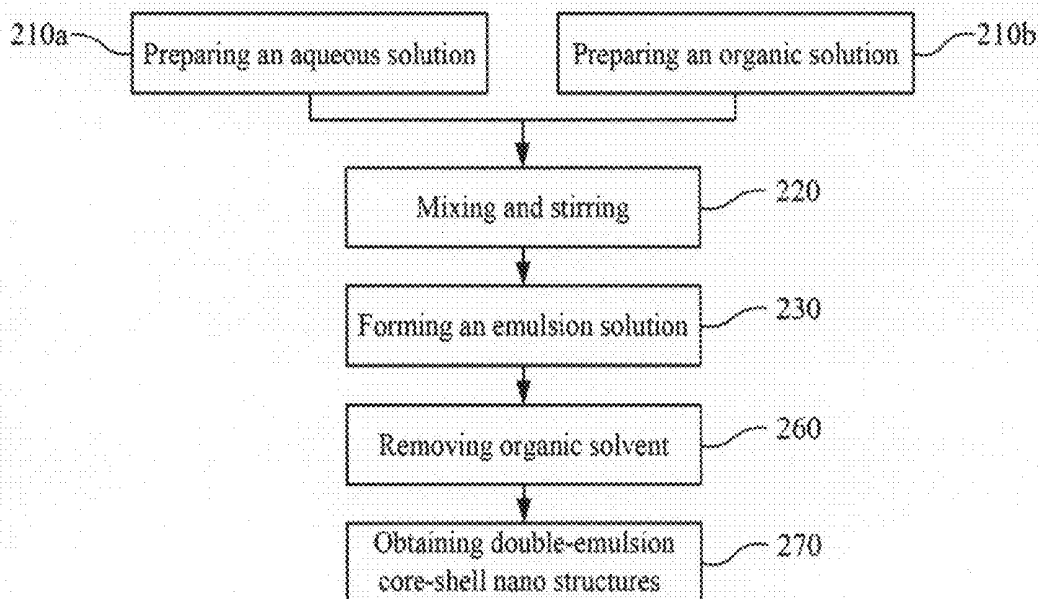 210a
Preparing an aqueous solution
Preparing an organic solution
210b
Mixing and stirring
220
Forming an emulsion solution
230
Removing organic solvent
260
Obtaining double-emulsion
core-shell nano structures
270